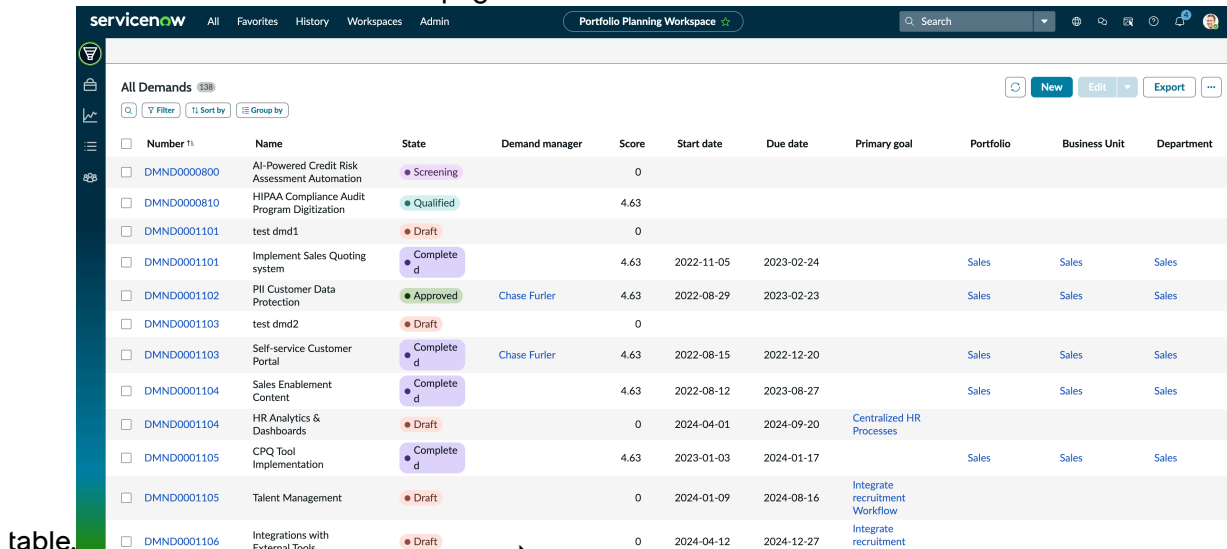 servicenow All Favorites History Workspaces Admin Portfolio Planning Workspace Search 4
All Demands 138 New Edit Export
Filter Sort by Group by
Number Name State Demand manager Score Start date Due date Primary goal Portfolio Business Unit Department
DMND0000800 AI-Powered Credit Risk Assessment Automation Screening 0
DMND0000810 HIPAA Compliance Audit Program Digitization Qualified 4.63
DMND0001101 test dmd1 Draft 0
DMND0001101 Implement Sales Quoting system Completed 4.63 2022-11-05 2023-02-24 Sales Sales Sales
DMND0001102 PII Customer Data Protection Approved Chase Furler 4.63 2022-08-29 2023-02-23 Sales Sales Sales
DMND0001103 test dmd2 Draft 0
DMND0001103 Self-service Customer Portal Completed Chase Furler 4.63 2022-08-15 2022-12-20 Sales Sales Sales
DMND0001104 Sales Enablement Content Completed 4.63 2022-08-12 2023-08-27 Sales Sales Sales
DMND0001104 HR Analytics & Dashboards Draft 0 2024-04-01 2024-09-20 Centralized HR Processes
DMND0001105 CPQ Tool Implementation Completed 4.63 2023-01-03 2024-01-17 Sales Sales Sales
DMND0001105 Talent Management Draft 0 2024-01-09 2024-08-16 Integrate recruitment Workflow
DMND0001106 Integrations with External Tools Draft 0 2024-04-12 2024-12-27 Integrate recruitment
table.